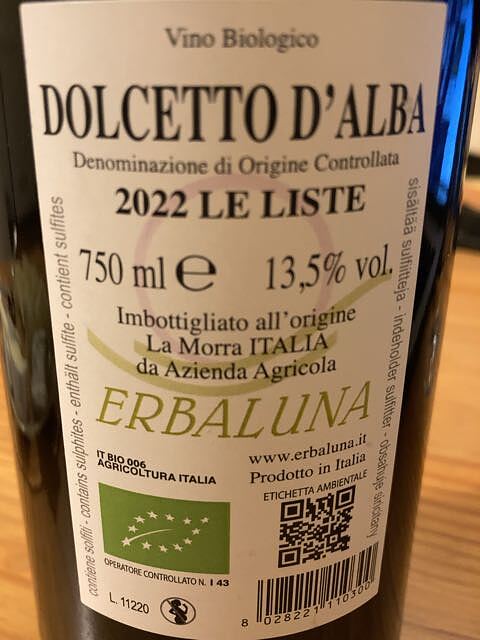 Vino Biologico
DOLCETTO D'ALBA
Denominazione di Origine Controllata
2022 LE LISTE
750 ml e 13,5% vol.
Imbottigliato all'origine
La Morra ITALIA
da Azienda Agricola
ERBALUNA
IT BIO 006
AGRICOLTURA ITALIA
OPERATORE CONTROLLATO N. I 43
L. 11220
www.erbaluna.it
Prodotto in Italia
ETICHETTA AMBIENTALE
8 028221 110300
contiene solfiti - contains sulphites - enthält sulfite - contient sulfites
sisältää sulfiitteja - indeholder sulfitter - obsahuje siricitany